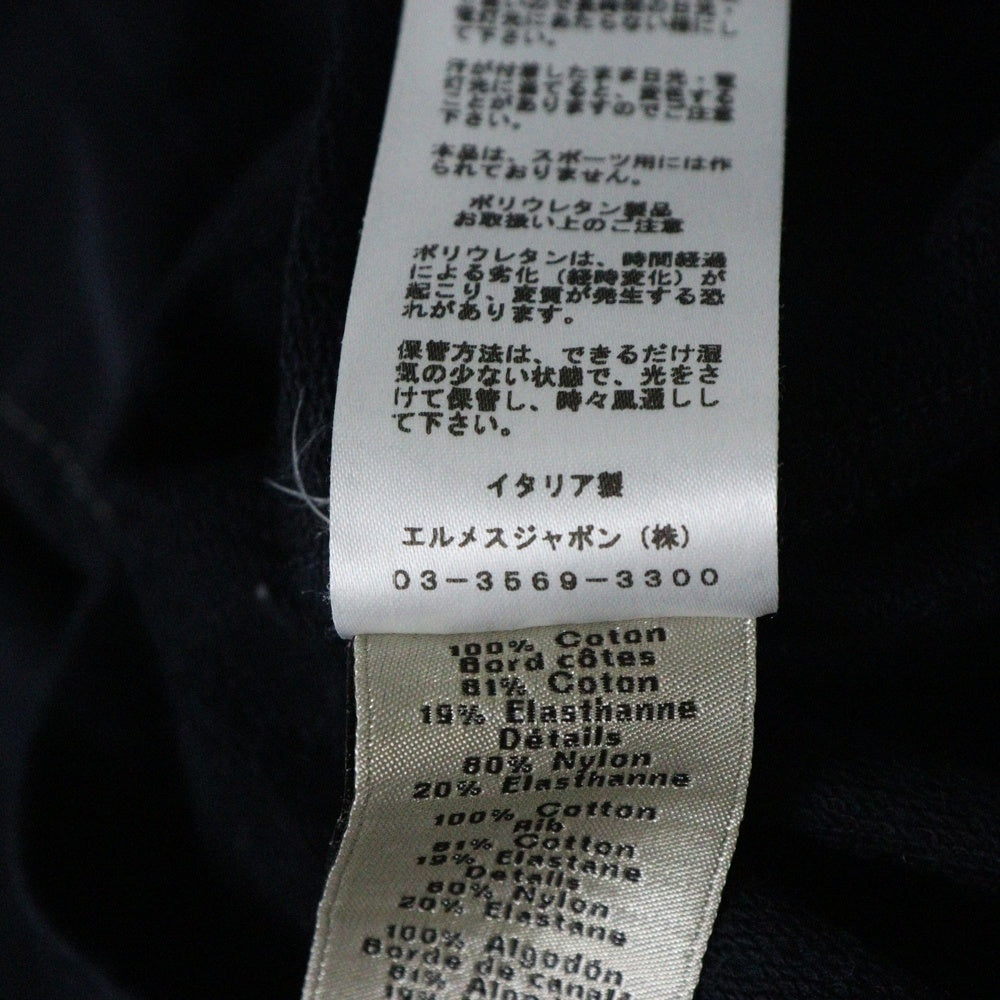 て下さい。
汗が付着したまま日光・電
灯光に当てると、変色する
ことがありますのでご注意
下さい。
本品は、スポーツ用には作
られておりません。
ポリウレタン製品
お取扱い上のご注意
ポリウレタンは、時間経過
による劣化(経時変化)が
起こり、変質が発生する恐
れがあります。
保管方法は、できるだけ湿
気の少ない状態で、光をさ
けて保管し、時々風通しし
て下さい。
イタリア製
エルメスジャポン(株)
03-3569-3300
100% Coton
Bord côtes
81% Coton
19% Elasthanne
Détails
80% Nylon
20% Elasthanne
100% Cotton
Rib
81% Cotton
19% Elastane
Details
80% Nylon
20% Elastane
100% Algodón
Borde de canalé
81%
19%